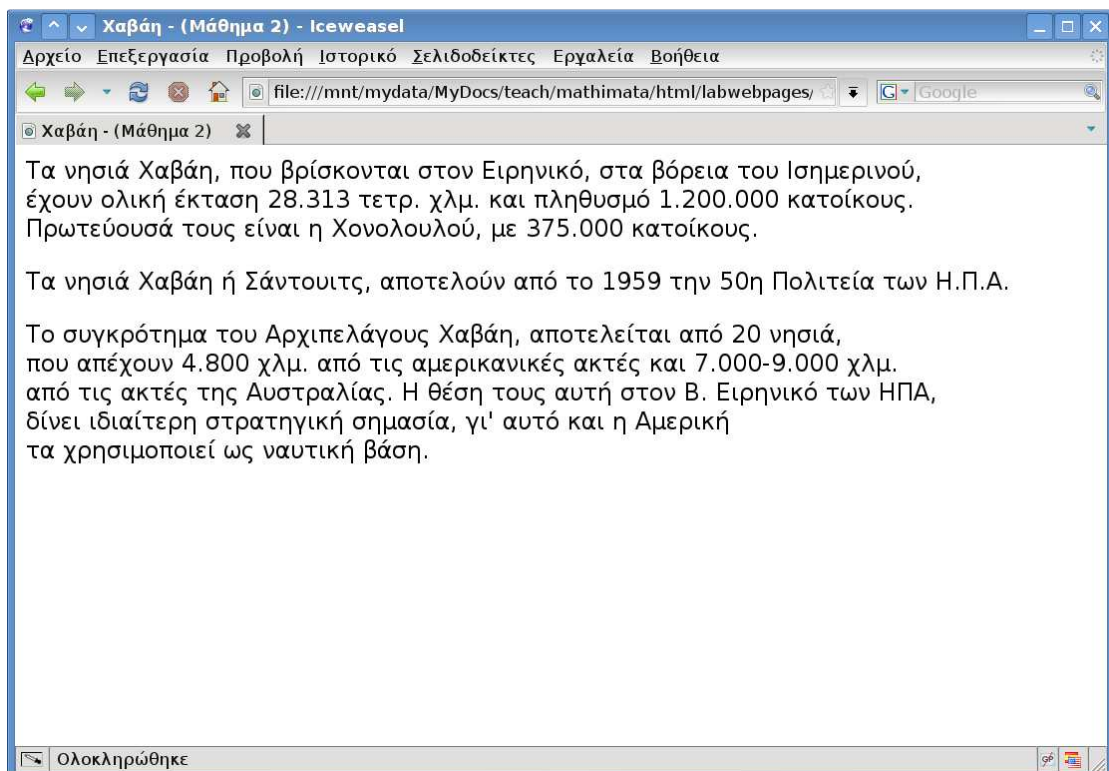 Χαβάη - (Μάθημα 2) - Iceweasel
Αρχείο Επεξεργασία Προβολή Ιστορικό Σελιδοδείκτες Εργαλεία Βοήθεια
file:///mnt/mydata/MyDocs/teach/mathimata/html/labwebpages/ G Google
Χαβάη - (Μάθημα 2)
Τα νησιά Χαβάη, που βρίσκονται στον Ειρηνικό, στα βόρεια του Ισημερινού,
έχουν ολική έκταση 28.313 τετρ. χλμ. και πληθυσμό 1.200.000 κατοίκους.
Πρωτεύουσά τους είναι η Χονολουλού, με 375.000 κατοίκους.
Τα νησιά Χαβάη ή Σάντουιτς, αποτελούν από το 1959 την 50η Πολιτεία των Η.Π.Α.
Το συγκρότημα του Αρχιπελάγους Χαβάη, αποτελείται από 20 νησιά,
που απέχουν 4.800 χλμ. από τις αμερικανικές ακτές και 7.000-9.000 χλμ.
από τις ακτές της Αυστραλίας. Η θέση τους αυτή στον Β. Ειρηνικό των ΗΠΑ,
δίνει ιδιαίτερη στρατηγική σημασία, γι' αυτό και η Αμερική
τα χρησιμοποιεί ως ναυτική βάση.
Ολοκληρώθηκε